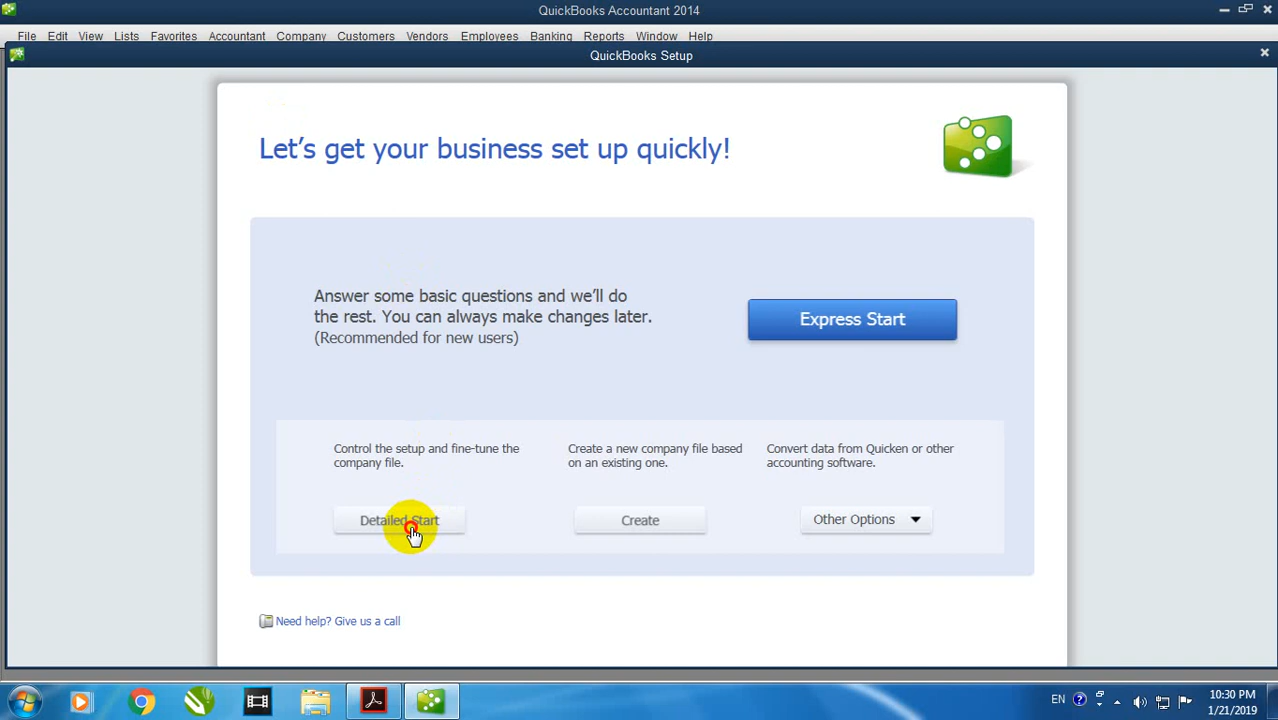 QuickBooks Accountant 2014
File Edit View Lists Favorites Accountant Company Customers Vendors Employees Banking Reports Window Help
QuickBooks Setup
Let's get your business set up quickly!
Answer some basic questions and we'll do
the rest. You can always make changes later.
(Recommended for new users)
Express Start
Control the setup and fine-tune the
company file.
Detailed Start
Create a new company file based
on an existing one.
Create
Convert data from Quicken or other
accounting software.
Other Options
Need help? Give us a call
EN
10:30 PM
1/21/2019